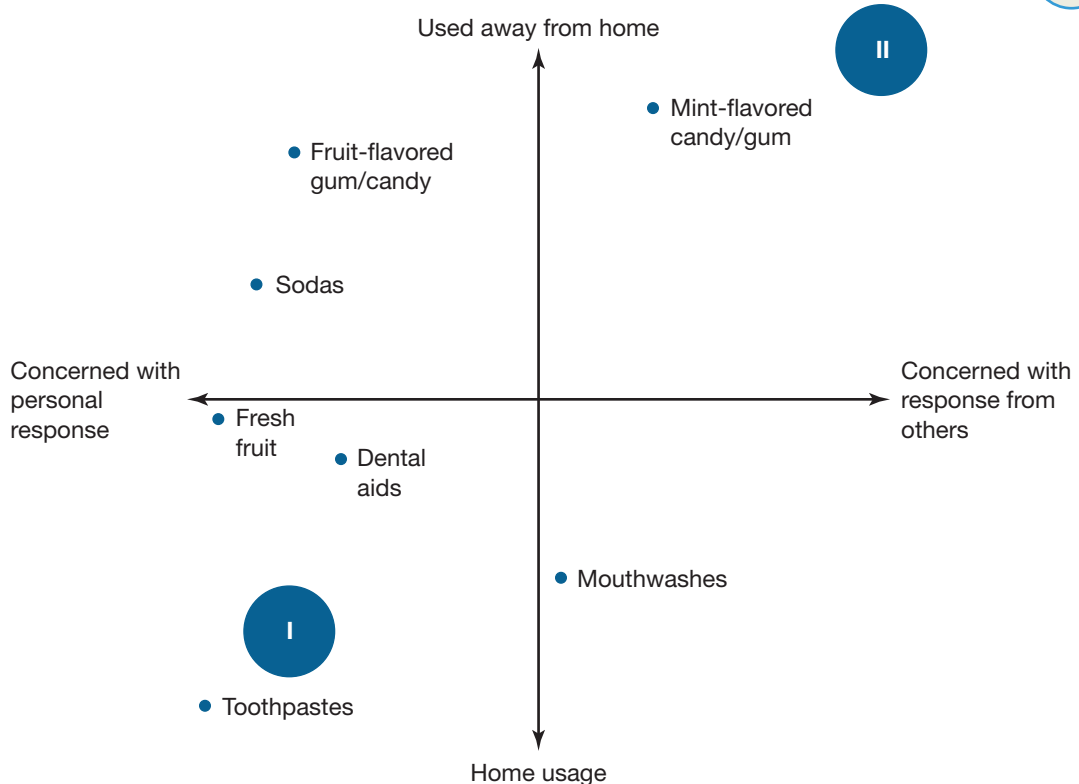 Used away from home
II
Mint-flavored
candy/gum
Fruit-flavored
gum/candy
Sodas
Concerned with
personal
response
Concerned with
response from
others
Fresh
fruit
Dental
aids
Mouthwashes
I
Toothpastes
Home usage